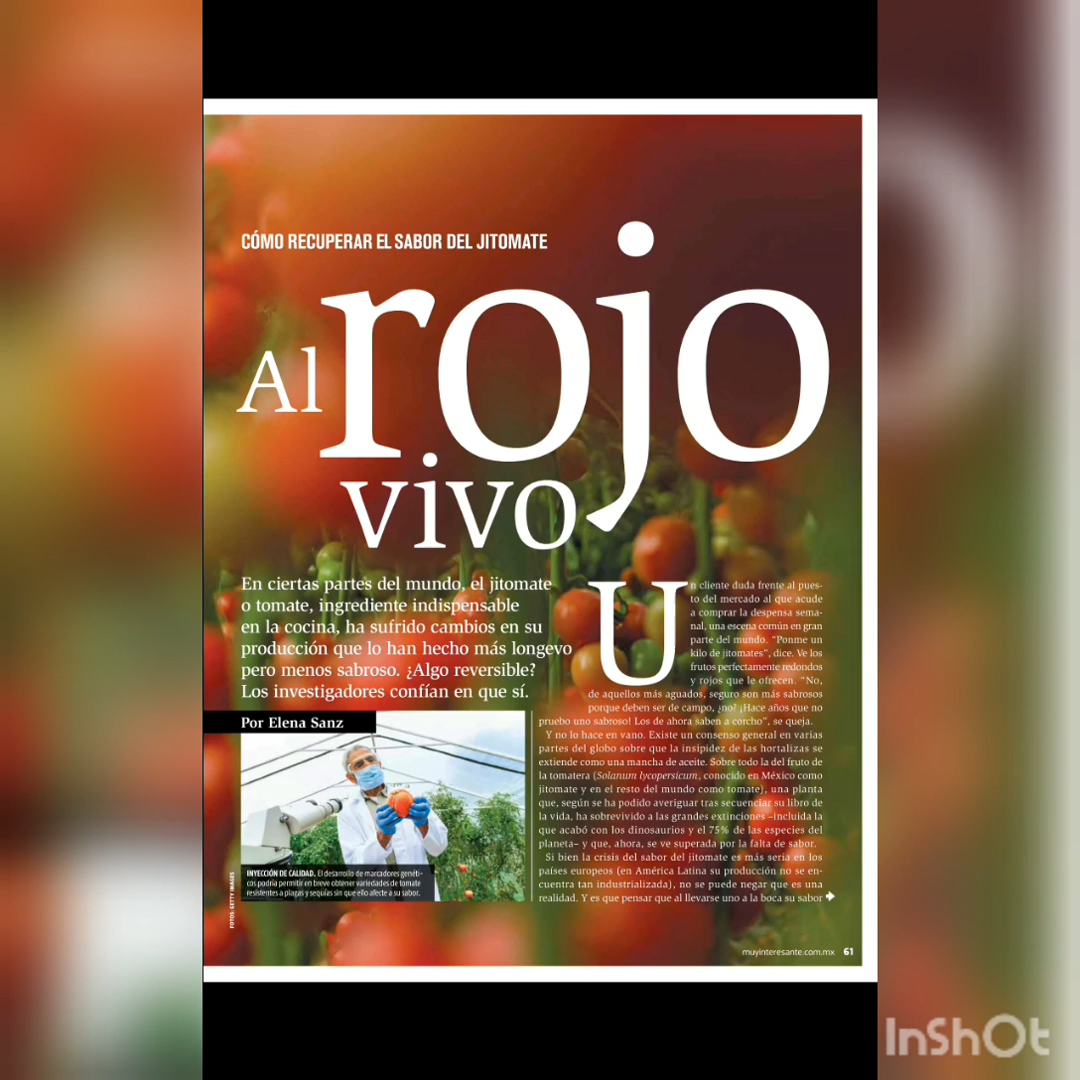 CÓMO RECUPERAR EL SABOR DEL JITOMATE
Al rojo
vivo
En ciertas partes del mundo, el jitomate
o tomate, ingrediente indispensable
en la cocina, ha sufrido cambios en su
producción que lo han hecho más longevo
pero menos sabroso. ¿Algo reversible?
Los investigadores confían en que sí.
Por Elena Sanz
INYECCIÓN DE CALIDAD. El desarrollo de marcadores genéti-
cos podría permitir en breve obtener variedades de tomate
resistentes a plagas y sequías sin que ello afecte a su sabor.
FOTOS: GETTY IMAGES
Un cliente duda frente al pues-
to del mercado al que acude
a comprar la despensa sema-
nal, una escena común en gran
parte del mundo. “Ponme un
kilo de jitomates”, dice. Ve los
frutos perfectamente redondos
y rojos que le ofrecen. “No,
de aquellos más aguados, seguro son más sabrosos
porque deben ser de campo, ¿no? ¡Hace años que no
pruebo uno sabroso! Los de ahora saben a corcho”, se queja.
Y no lo hace en vano. Existe un consenso general en varias
partes del globo sobre que la insipidez de las hortalizas se
extiende como una mancha de aceite. Sobre todo la del fruto de
la tomatera (Solanum lycopersicum, conocido en México como
jitomate y en el resto del mundo como tomate), una planta
que, según se ha podido averiguar tras secuenciar su libro de
la vida, ha sobrevivido a las grandes extinciones –incluida la
que acabó con los dinosaurios y el 75% de las especies del
planeta– y que, ahora, se ve superada por la falta de sabor.
Si bien la crisis del sabor del jitomate es más seria en los
países europeos (en América Latina su producción no se en-
cuentra tan industrializada), no se puede negar que es una
realidad. Y es que pensar que al llevarse uno a la boca su sabor
muyinteresante.com.mx 61
InShOt